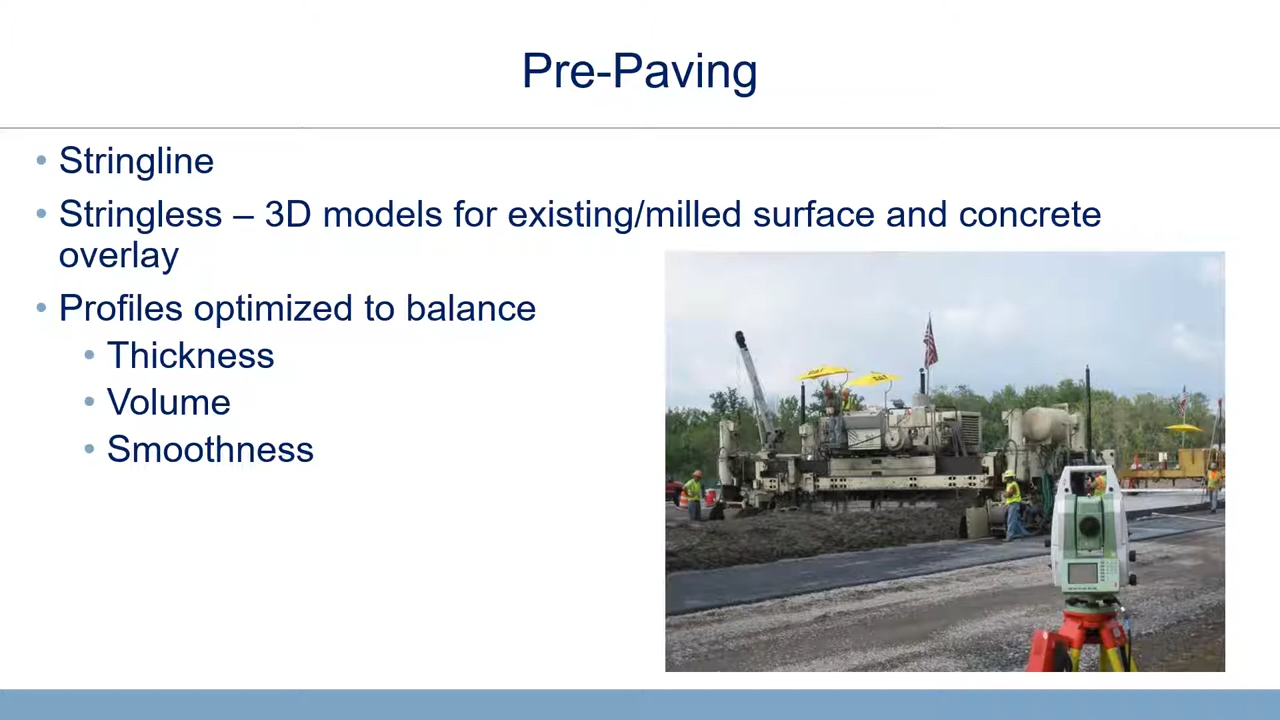 Pre-Paving
• Stringline
• Stringless – 3D models for existing/milled surface and concrete
overlay
• Profiles optimized to balance
• Thickness
• Volume
• Smoothness